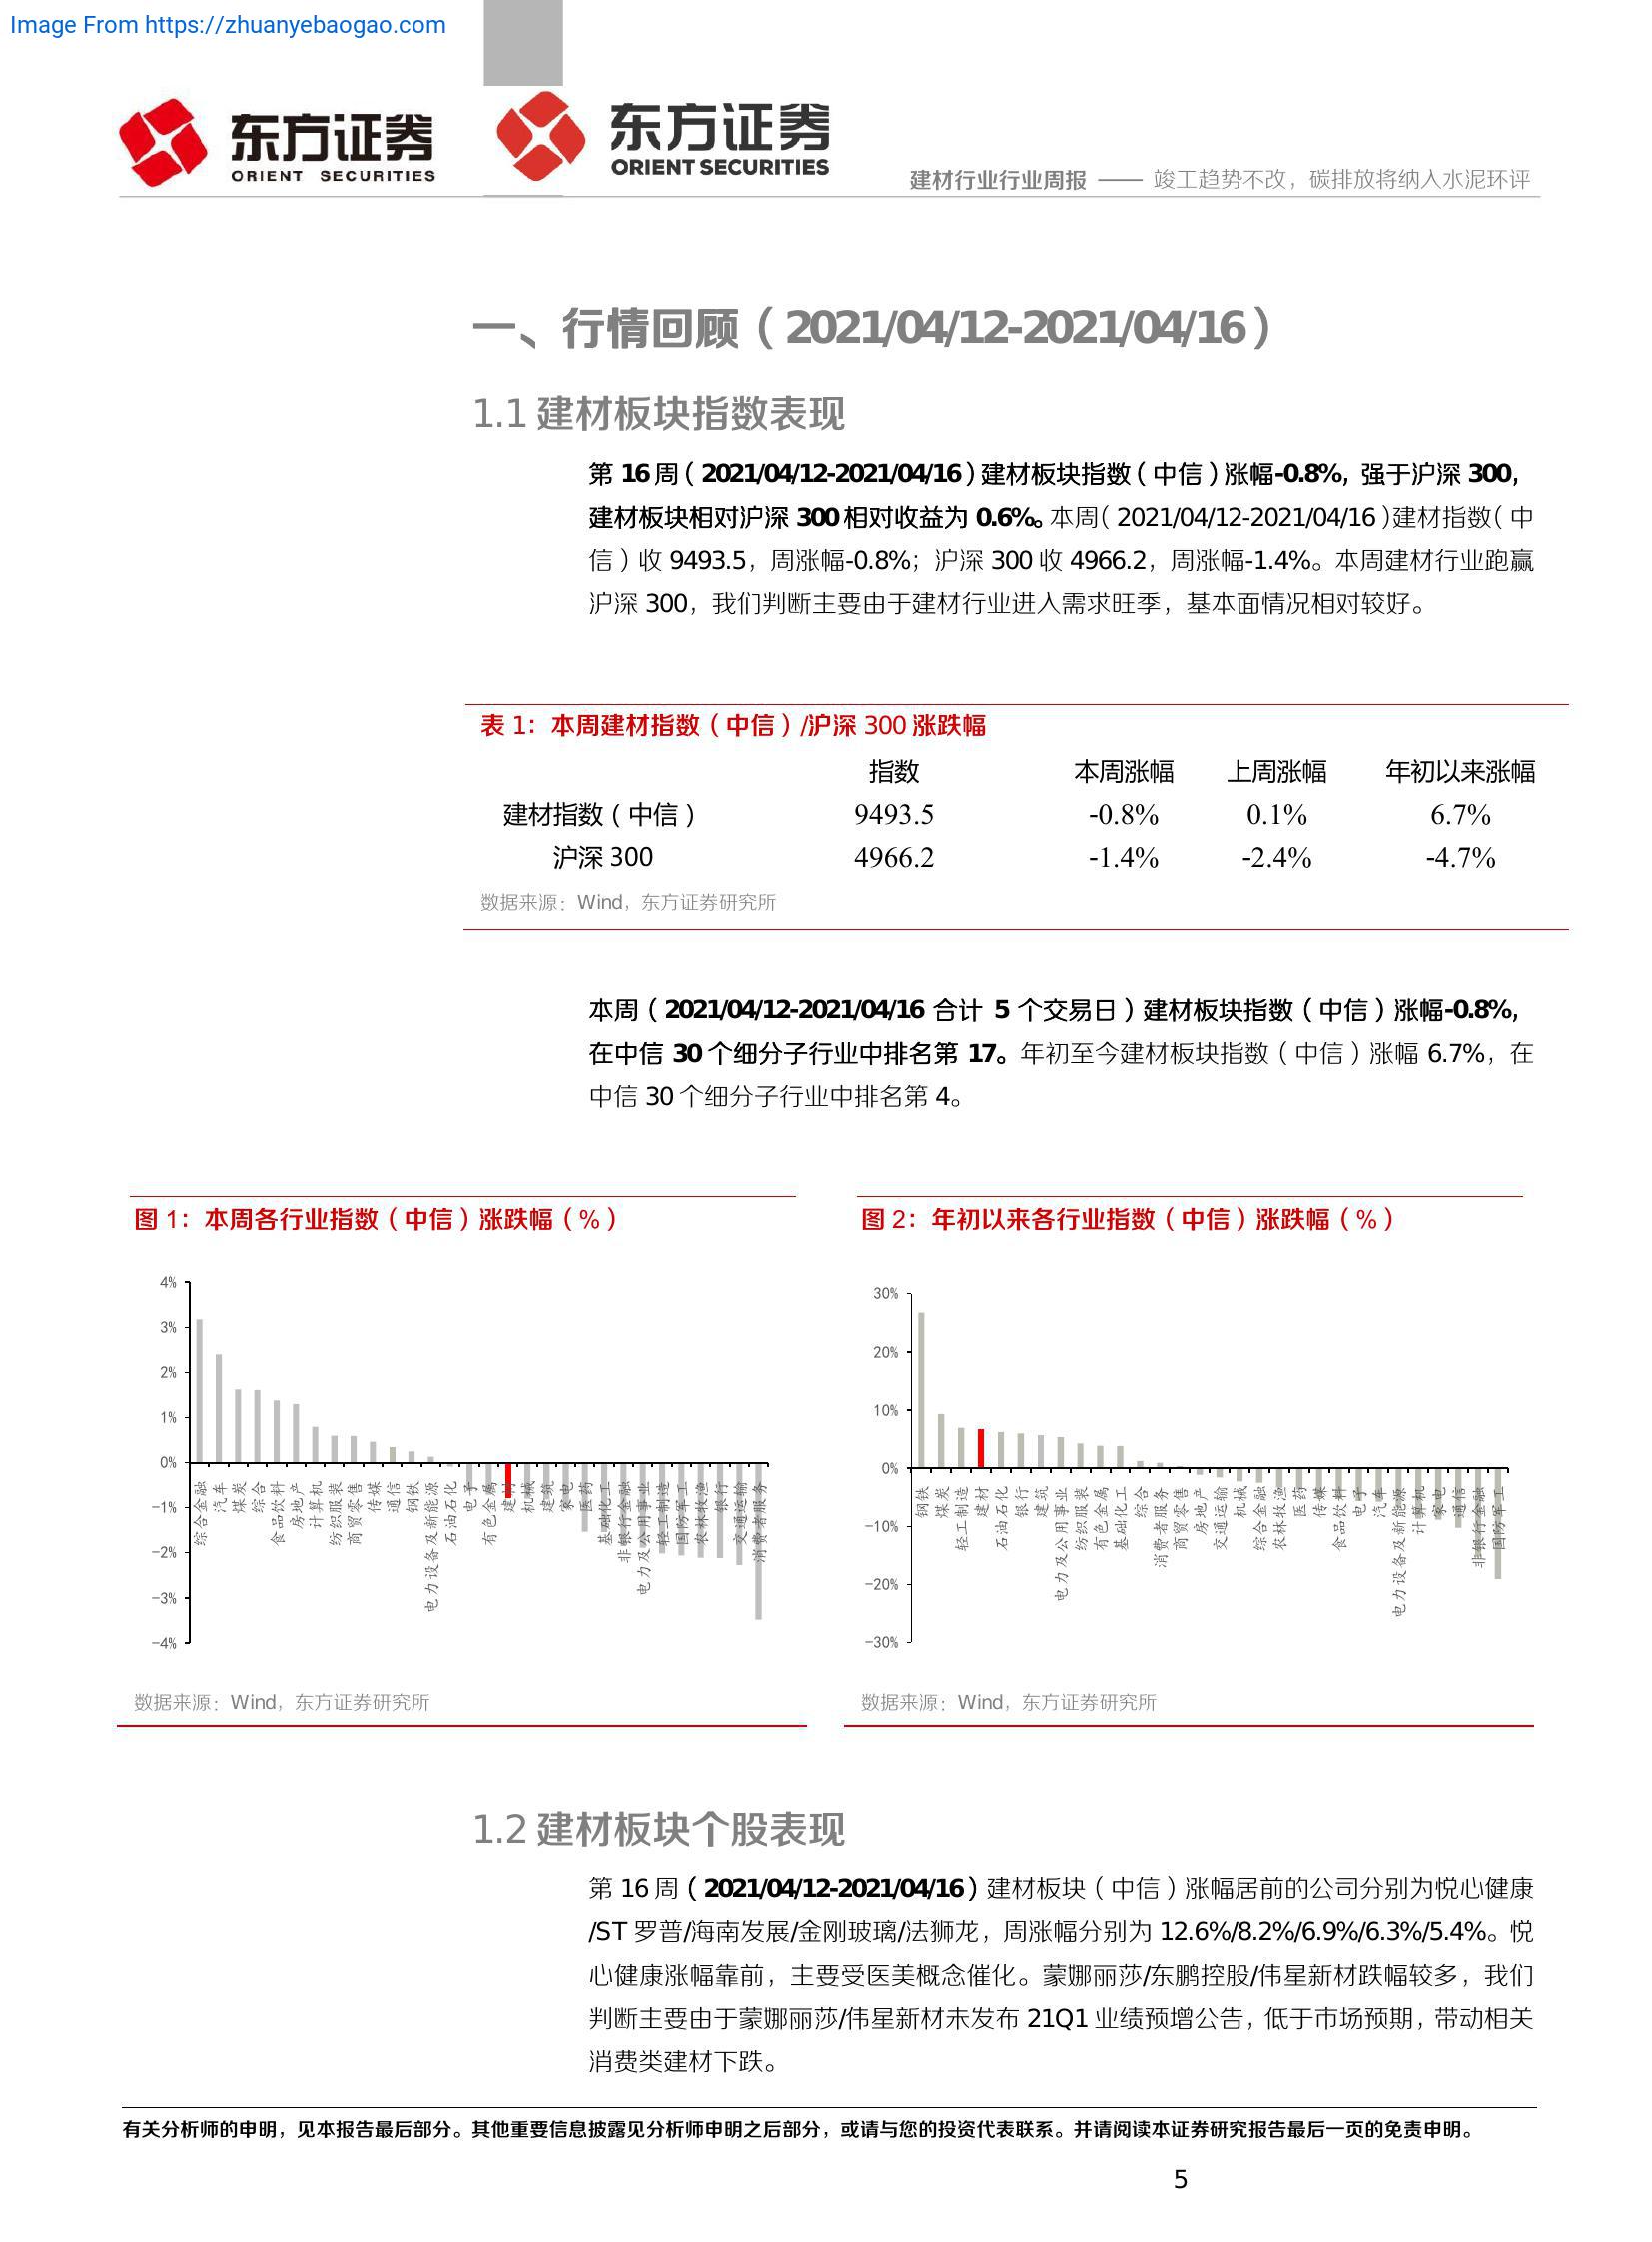 Image From https://zhuanyebaogao.com
东方证券
ORIENT SECURITIES
东方证券
ORIENT SECURITIES
建材行业行业周报 —— 竣工趋势不改，碳排放将纳入水泥环评
一、行情回顾（2021/04/12-2021/04/16）
1.1 建材板块指数表现
第 16 周（2021/04/12-2021/04/16）建材板块指数（中信）涨幅-0.8%，强于沪深 300，
建材板块相对沪深 300 相对收益为 0.6%。本周（2021/04/12-2021/04/16）建材指数（中
信）收 9493.5，周涨幅-0.8%；沪深 300 收 4966.2，周涨幅-1.4%。本周建材行业跑赢
沪深 300，我们判断主要由于建材行业进入需求旺季，基本面情况相对较好。
表 1：本周建材指数（中信）/沪深 300 涨跌幅
指数 本周涨幅 上周涨幅 年初以来涨幅
建材指数（中信） 9493.5 -0.8% 0.1% 6.7%
沪深 300 4966.2 -1.4% -2.4% -4.7%
数据来源：Wind，东方证券研究所
本周（2021/04/12-2021/04/16 合计 5 个交易日）建材板块指数（中信）涨幅-0.8%，
在中信 30 个细分子行业中排名第 17。年初至今建材板块指数（中信）涨幅 6.7%，在
中信 30 个细分子行业中排名第 4。
图 1：本周各行业指数（中信）涨跌幅（%）
4%
3%
2%
1%
0%
-1%
-2%
-3%
-4%
综合金融
汽车
煤炭
综合
食品饮料
房地产
计算机
纺织服装
商贸零售
传媒
通信
钢铁
电力设备及新能源
石油石化
电子
有色金属
建材
机械
建筑
家电
医药
基础化工
非银行金融
电力及公用事业
轻工制造
国防军工
农林牧渔
银行
交通运输
消费者服务
数据来源：Wind，东方证券研究所
图 2：年初以来各行业指数（中信）涨跌幅（%）
30%
20%
10%
0%
-10%
-20%
-30%
钢铁
煤炭
轻工制造
建材
石油石化
银行
建筑
电力及公用事业
纺织服装
有色金属
基础化工
综合
消费者服务
商贸零售
房地产
交通运输
机械
综合金融
农林牧渔
医药
传媒
食品饮料
电子
汽车
电力设备及新能源
计算机
家电
通信
非银行金融
国防军工
数据来源：Wind，东方证券研究所
1.2 建材板块个股表现
第 16 周（2021/04/12-2021/04/16）建材板块（中信）涨幅居前的公司分别为悦心健康
/ST 罗普/海南发展/金刚玻璃/法狮龙，周涨幅分别为 12.6%/8.2%/6.9%/6.3%/5.4%。悦
心健康涨幅靠前，主要受医美概念催化。蒙娜丽莎/东鹏控股/伟星新材跌幅较多，我们
判断主要由于蒙娜丽莎/伟星新材未发布 21Q1 业绩预增公告，低于市场预期，带动相关
消费类建材下跌。
有关分析师的申明，见本报告最后部分。其他重要信息披露见分析师申明之后部分，或请与您的投资代表联系。并请阅读本证券研究报告最后一页的免责申明。
5